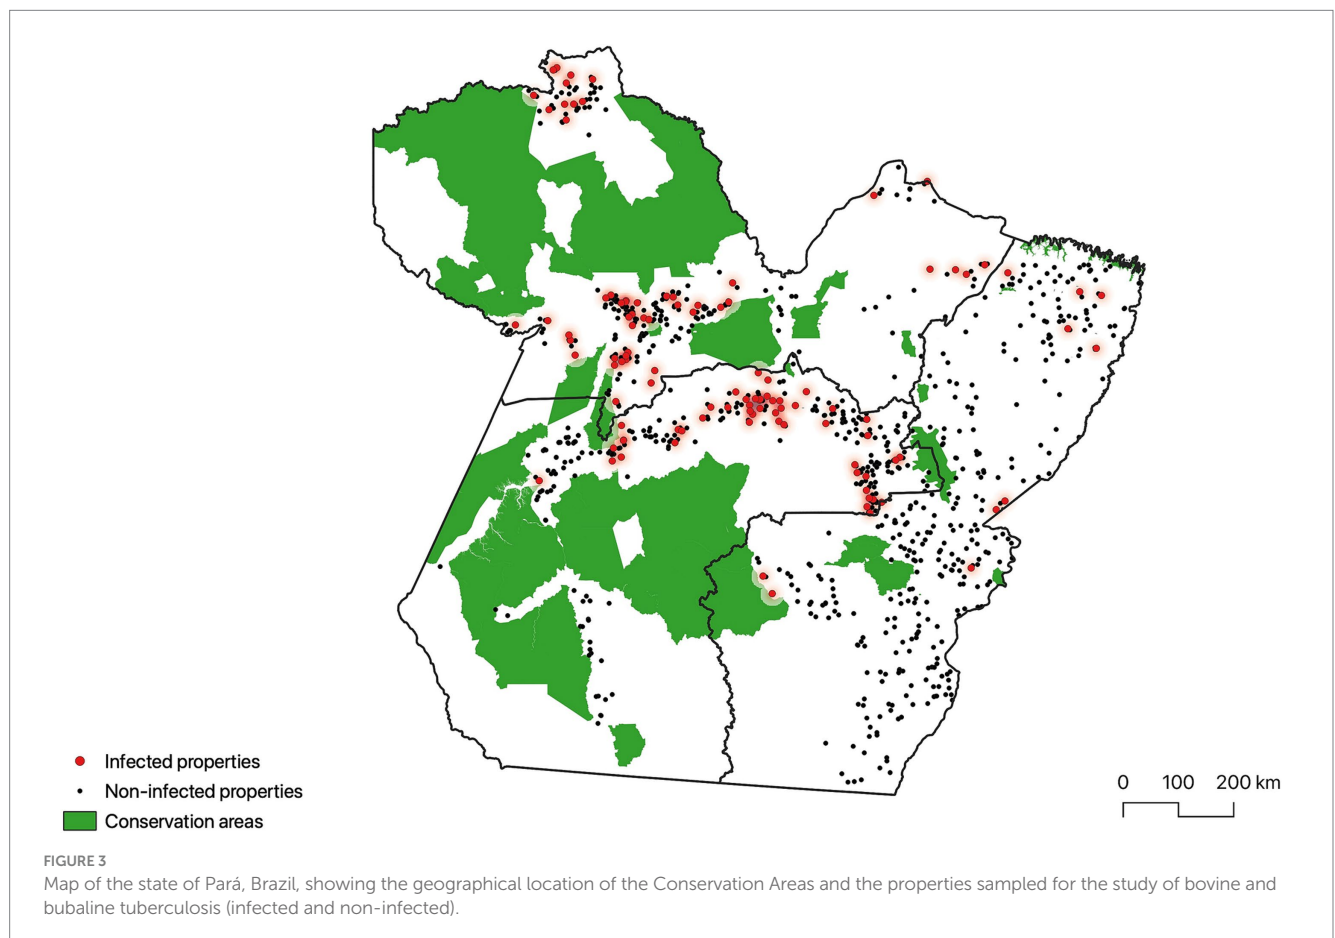 Infected properties
Non-infected properties
Conservation areas
0 100 200 km
FIGURE 3
Map of the state of Pará, Brazil, showing the geographical location of the Conservation Areas and the properties sampled for the study of bovine and
bubaline tuberculosis (infected and non-infected).